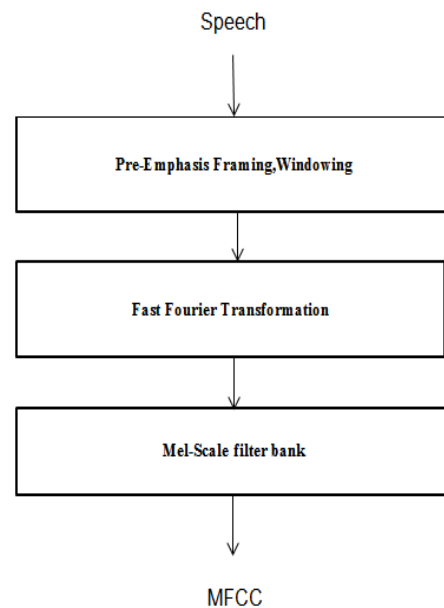 Speech
Pre-Emphasis Framing,Windowing
Fast Fourier Transformation
Mel-Scale filter bank
MFCC